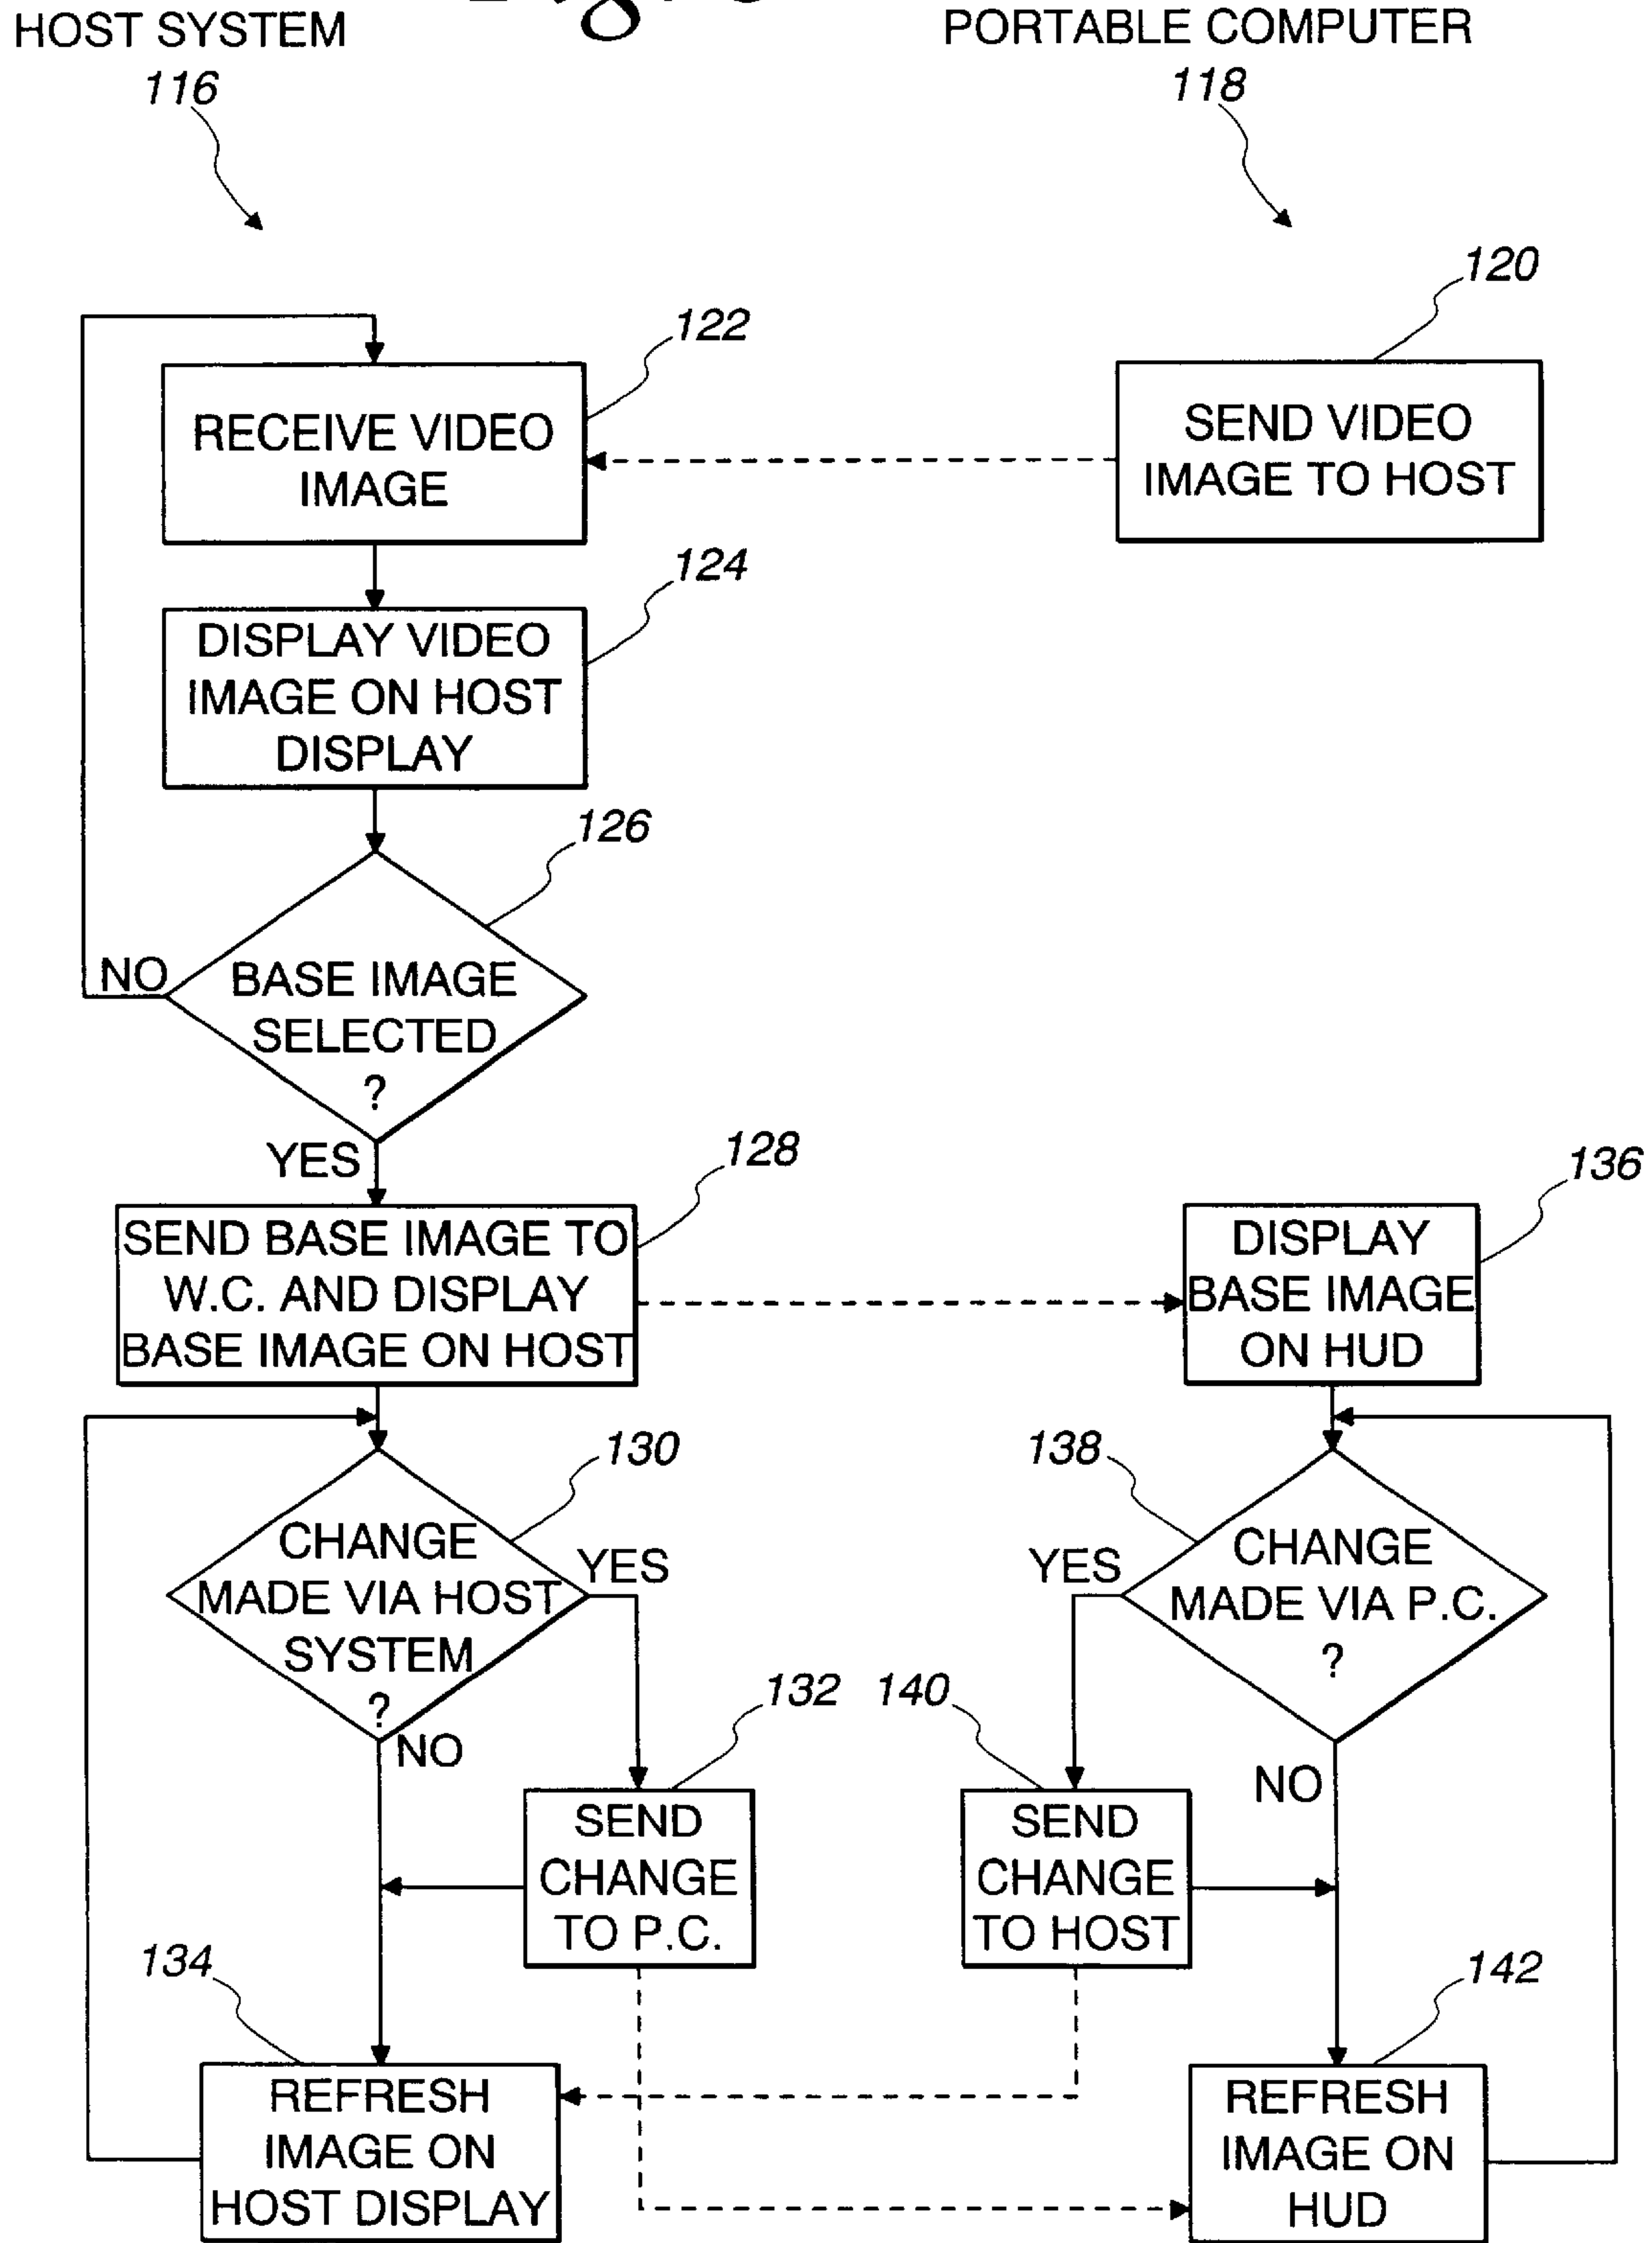 HOST SYSTEM
116
PORTABLE COMPUTER
118
120
SEND VIDEO
IMAGE TO HOST
122
RECEIVE VIDEO
IMAGE
124
DISPLAY VIDEO
IMAGE ON HOST
DISPLAY
126
BASE IMAGE
SELECTED
?
NO
YES
128
SEND BASE IMAGE TO
W.C. AND DISPLAY
BASE IMAGE ON HOST
136
DISPLAY
BASE IMAGE
ON HUD
130
CHANGE
MADE VIA HOST
SYSTEM
?
YES
NO
138
CHANGE
MADE VIA P.C.
?
YES
NO
132
SEND
CHANGE
TO P.C.
140
SEND
CHANGE
TO HOST
134
REFRESH
IMAGE ON
HOST DISPLAY
142
REFRESH
IMAGE ON
HUD